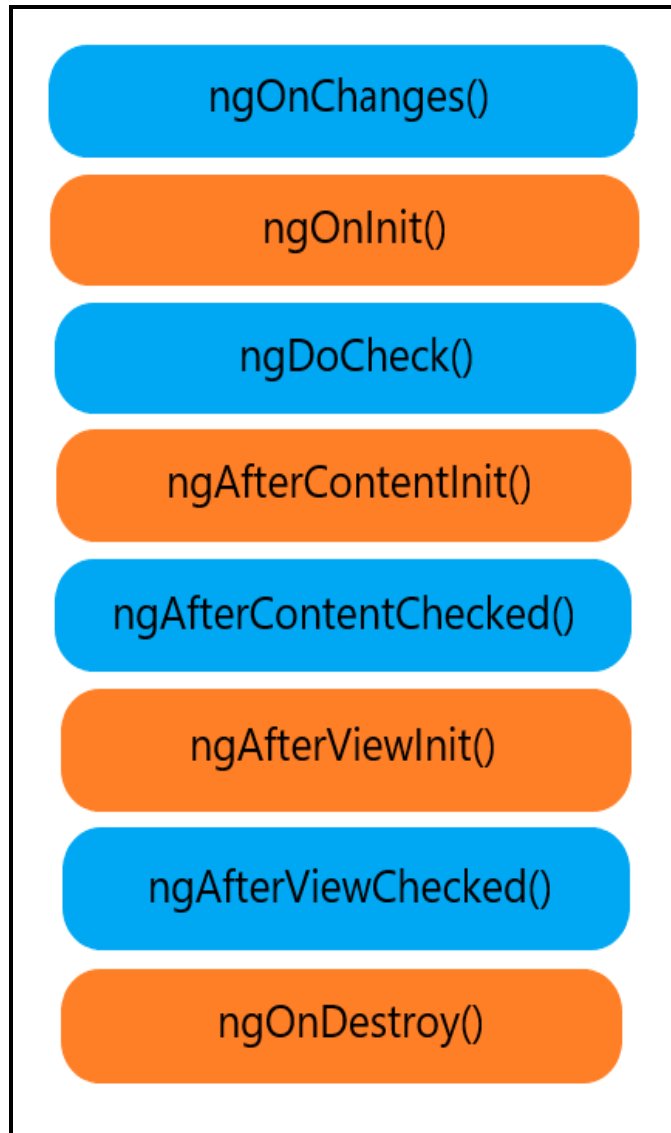 ngOnChanges()
ngOnInit()
ngDoCheck()
ngAfterContentInit()
ngAfterContentChecked()
ngAfterViewInit()
ngAfterViewChecked()
ngOnDestroy()